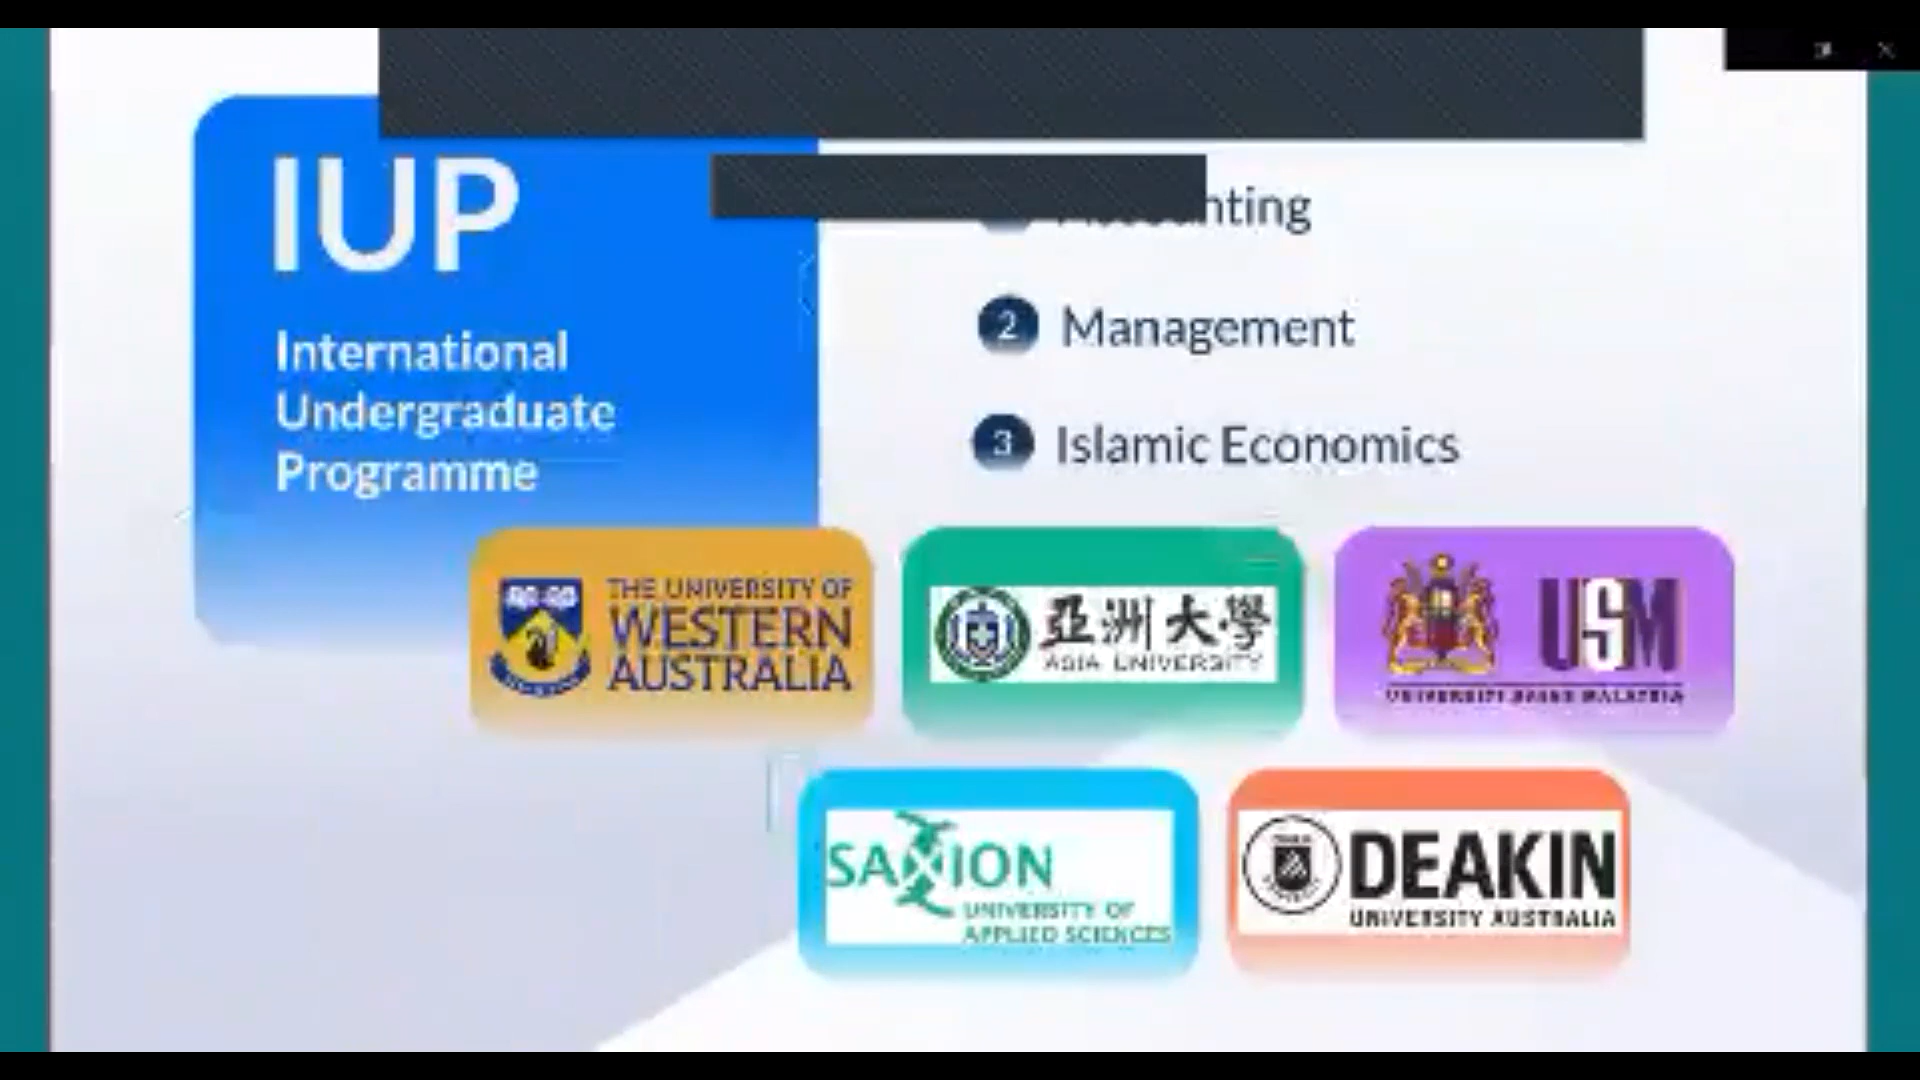 IUP
International
Undergraduate
Programme
nting
2 Management
3 Islamic Economics
THE UNIVERSITY OF
WESTERN
AUSTRALIA
亞洲大學
ASIA UNIVERSITY
USM
UNIVERSITI SAINS MALAYSIA
SAXION
UNIVERSITY OF
APPLIED SCIENCES
DEAKIN
UNIVERSITY AUSTRALIA